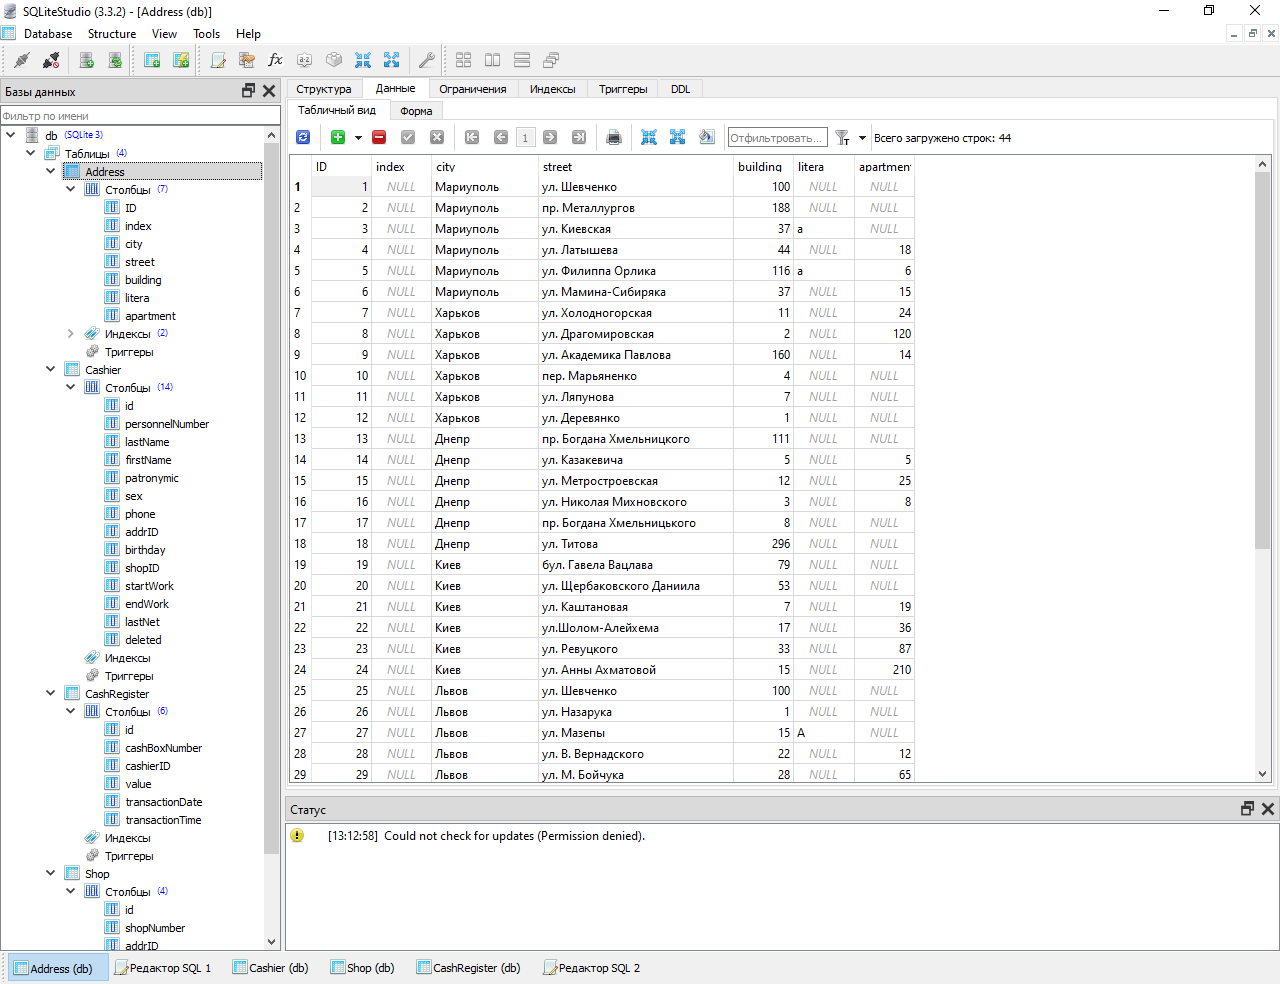 SQLiteStudio (3.3.2) - [Address (db)]
Database Structure View Tools Help
Базы данных
Фильтр по имени
db (SQLite 3)
Таблицы (4)
Address
Столбцы (7)
ID
index
city
street
building
litera
apartment
Индексы (2)
Триггеры
Cashier
Столбцы (14)
id
personnelNumber
lastName
firstName
patronymic
sex
phone
addrID
birthday
shopID
startWork
endWork
lastNet
deleted
Индексы
Триггеры
CashRegister
Столбцы (6)
id
cashBoxNumber
cashierID
value
transactionDate
transactionTime
Индексы
Триггеры
Shop
Столбцы (4)
id
shopNumber
addrID
Структура Данные Ограничения Индексы Триггеры DDL
Табличный вид Форма
1 Отфильтровать... Всего загружено строк: 44
ID index city street building litera apartment
1 1 NULL Мариуполь ул. Шевченко 100 NULL NULL
2 2 NULL Мариуполь пр. Металлургов 188 NULL NULL
3 3 NULL Мариуполь ул. Киевская 37 а NULL
4 4 NULL Мариуполь ул. Латышева 44 NULL 18
5 5 NULL Мариуполь ул. Филиппа Орлика 116 а 6
6 6 NULL Мариуполь ул. Мамина-Сибиряка 37 NULL 15
7 7 NULL Харьков ул. Холодногорская 11 NULL 24
8 8 NULL Харьков ул. Драгомировская 2 NULL 120
9 9 NULL Харьков ул. Академика Павлова 160 NULL 14
10 10 NULL Харьков пер. Марьяненко 4 NULL NULL
11 11 NULL Харьков ул. Ляпунова 7 NULL NULL
12 12 NULL Харьков ул. Деревянко 1 NULL NULL
13 13 NULL Днепр пр. Богдана Хмельницкого 111 NULL NULL
14 14 NULL Днепр ул. Казакевича 5 NULL 5
15 15 NULL Днепр ул. Метростроевская 12 NULL 25
16 16 NULL Днепр ул. Николая Михновского 3 NULL 8
17 17 NULL Днепр пр. Богдана Хмельницького 8 NULL NULL
18 18 NULL Днепр ул. Титова 296 NULL NULL
19 19 NULL Киев бул. Гавела Вацлава 79 NULL NULL
20 20 NULL Киев ул. Щербаковского Даниила 53 NULL NULL
21 21 NULL Киев ул. Каштановая 7 NULL 19
22 22 NULL Киев ул.Шолом-Алейхема 17 NULL 36
23 23 NULL Киев ул. Ревуцкого 33 NULL 87
24 24 NULL Киев ул. Анны Ахматовой 15 NULL 210
25 25 NULL Львов ул. Шевченко 100 NULL NULL
26 26 NULL Львов ул. Назарука 1 NULL NULL
27 27 NULL Львов ул. Мазепы 15 А NULL
28 28 NULL Львов ул. В. Вернадского 22 NULL 12
29 29 NULL Львов ул. М. Бойчука 28 NULL 65
Статус
[13:12:58] Could not check for updates (Permission denied).
Address (db) Редактор SQL 1 Cashier (db) Shop (db) CashRegister (db) Редактор SQL 2